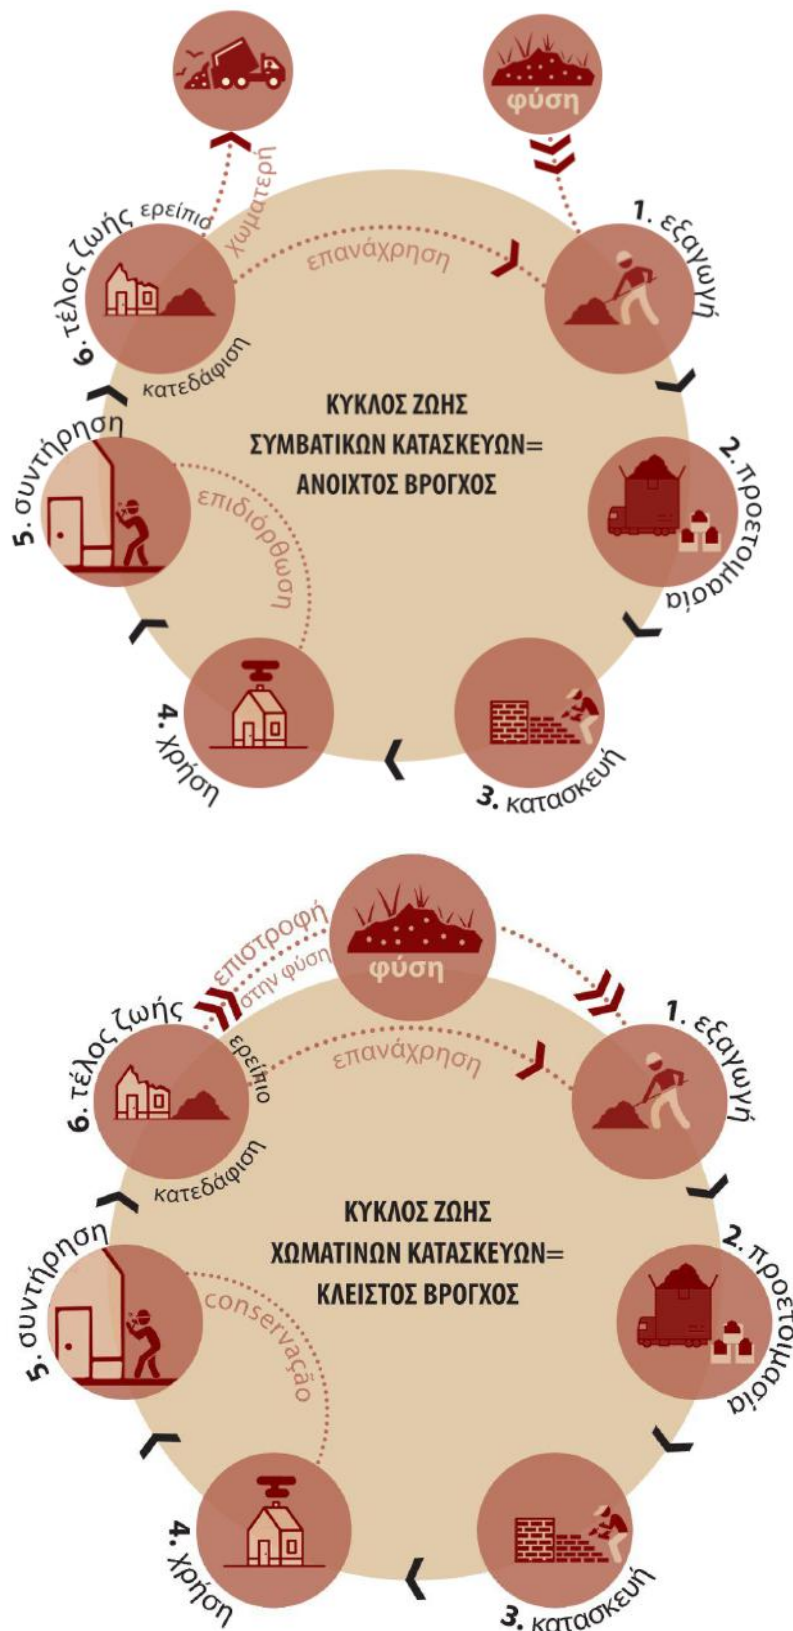 φύση
χωματερή
επανάχρηση
1. εξαγωγή
2. προετοιμασία
3. κατασκευή
4. χρήση
επιδιόρθωση
5. συντήρηση
6. τέλος ζωής
ερείπιο
κατεδάφιση
ΚΥΚΛΟΣ ΖΩΗΣ
ΣΥΜΒΑΤΙΚΩΝ ΚΑΤΑΣΚΕΥΩΝ=
ΑΝΟΙΧΤΟΣ ΒΡΟΓΧΟΣ
φύση
επιστροφή
στην φύση
επανάχρηση
1. εξαγωγή
2. προετοιμασία
3. κατασκευή
4. χρήση
conservação
5. συντήρηση
6. τέλος ζωής
ερείπιο
κατεδάφιση
ΚΥΚΛΟΣ ΖΩΗΣ
ΧΩΜΑΤΙΝΩΝ ΚΑΤΑΣΚΕΥΩΝ=
ΚΛΕΙΣΤΟΣ ΒΡΟΓΧΟΣ